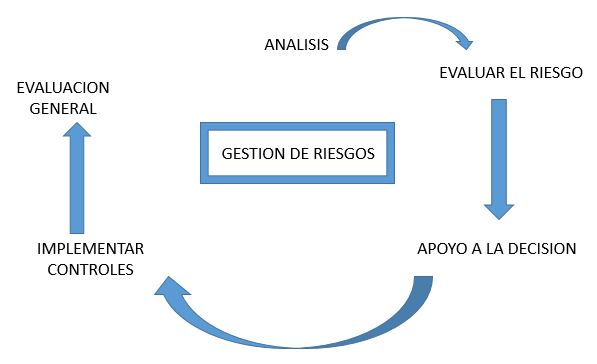 ANALISIS
EVALUAR EL RIESGO
EVALUACION
GENERAL
GESTION DE RIESGOS
IMPLEMENTAR
CONTROLES
APOYO A LA DECISION